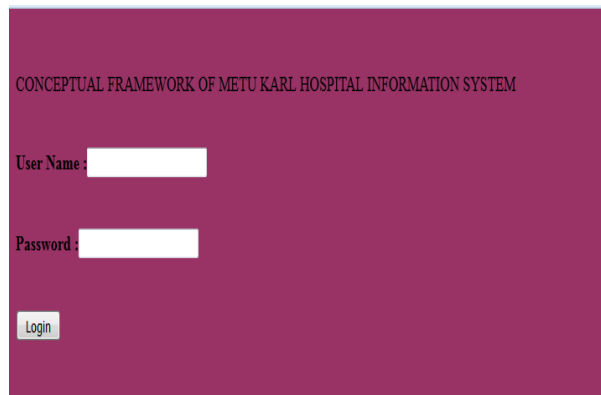 CONCEPTUAL FRAMEWORK OF METU KARL HOSPITAL INFORMATION SYSTEM
User Name :
Password :
Login